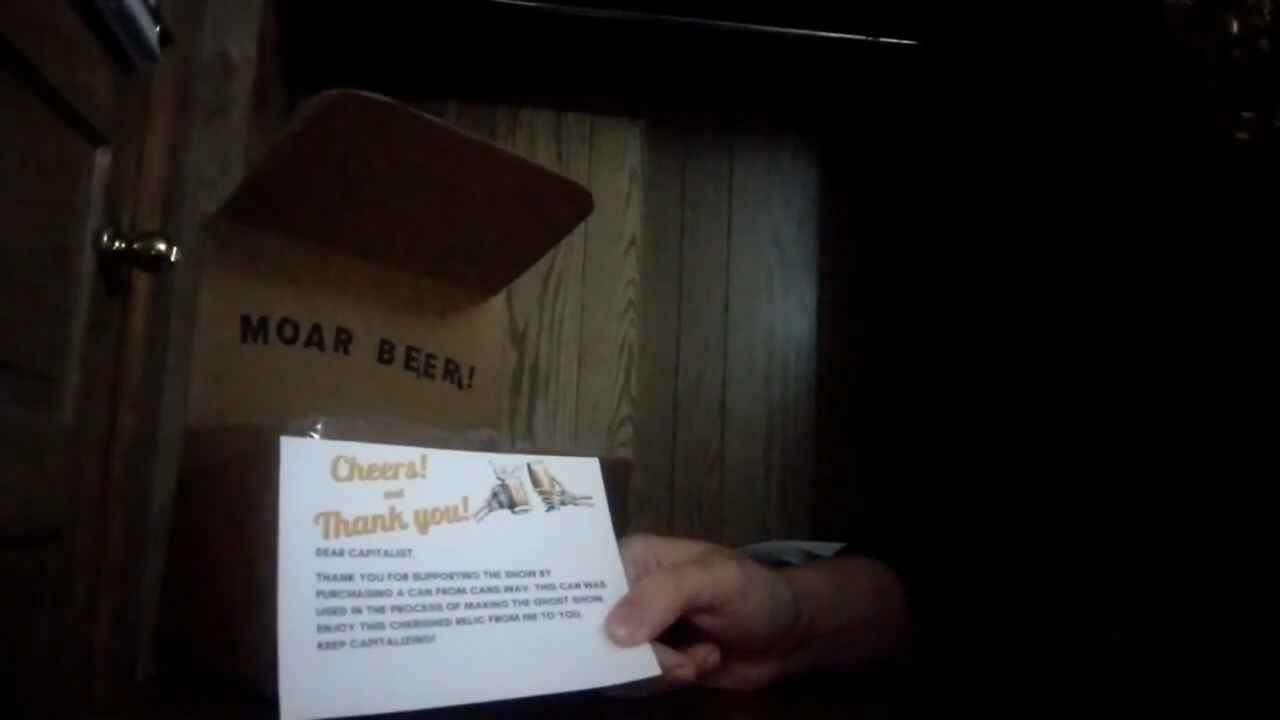 MOAR BEER!
Cheers!
and
Thank you!
DEAR CAPITALIST,
THANK YOU FOR SUPPORTING THE SHOW BY
PURCHASING A CAN FROM CANS.WAV. THIS CAN WAS
USED IN THE PROCESS OF MAKING THE GHOST SHOW.
ENJOY THIS CHERISHED RELIC FROM ME TO YOU.
KEEP CAPITALIZING!